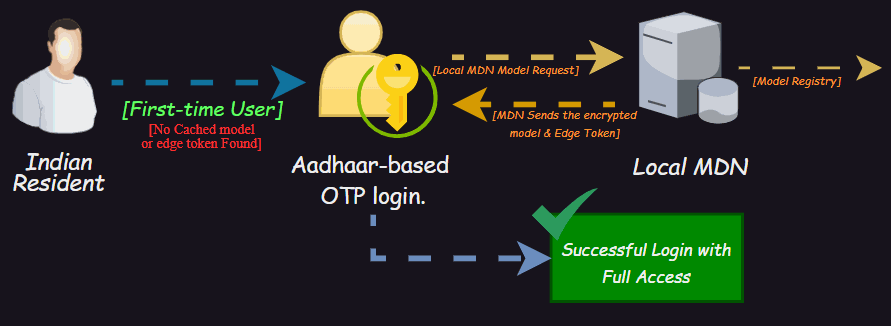 [First-time User]
[No Cached model
or edge token Found]
Indian
Resident
Aadhaar-based
OTP login.
[Local MDN Model Request]
[MDN Sends the encrypted
model & Edge Token]
Local MDN
[Model Registry]
Successful Login with
Full Access